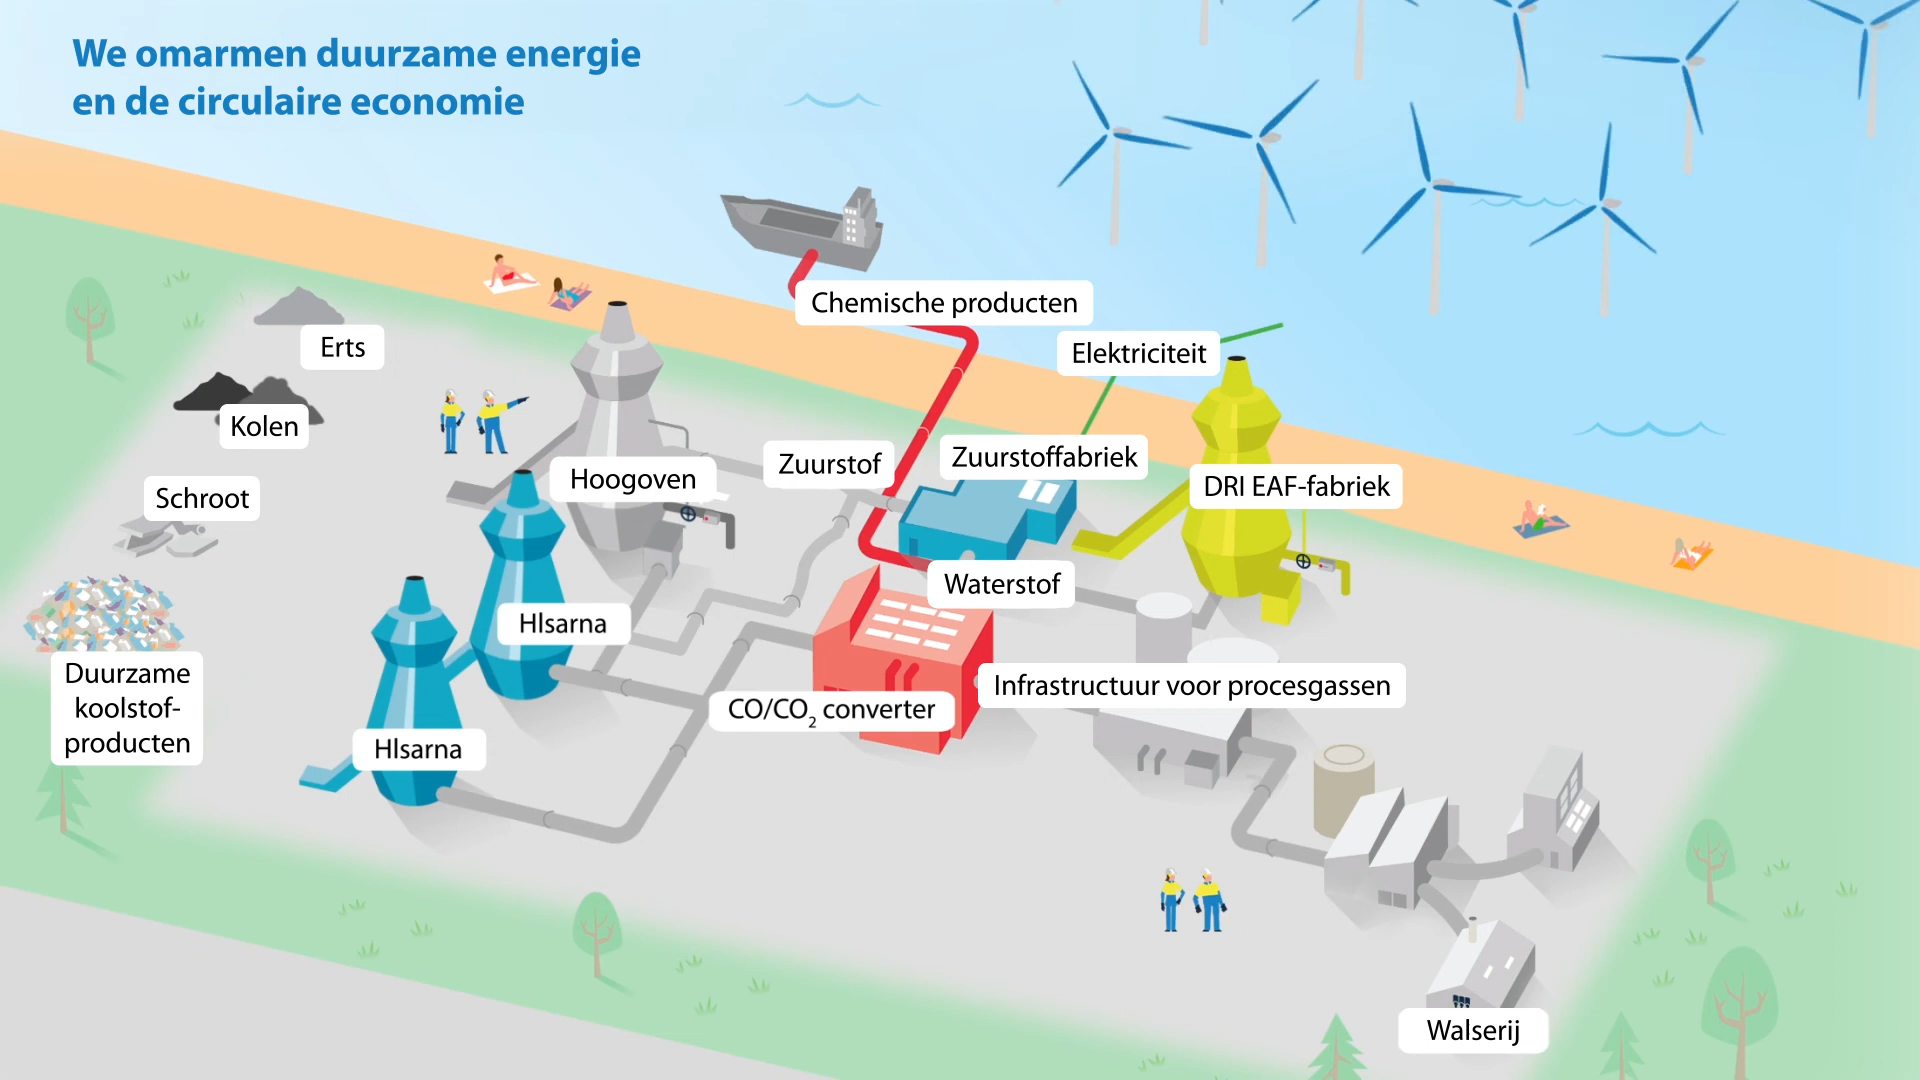 We omarmen duurzame energie
en de circulaire economie
Chemische producten
Elektriciteit
Erts
Kolen
Zuurstof
Zuurstoffabriek
Hoogoven
DRI EAF-fabriek
Schroot
Waterstof
HIsarna
Duurzame
koolstof-
producten
Infrastructuur voor procesgassen
CO/CO₂ converter
HIsarna
Walserij